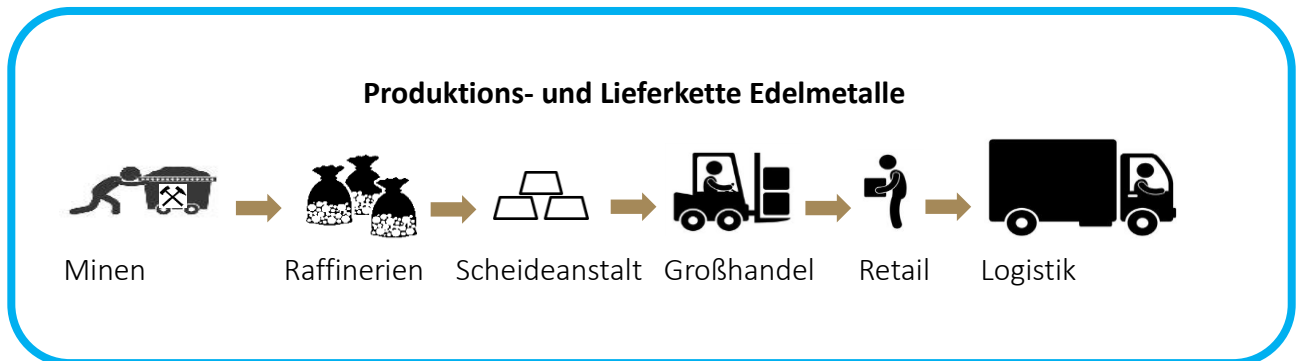 Produktions- und Lieferkette Edelmetalle
Minen Raffinerien Scheideanstalt Großhandel Retail Logistik